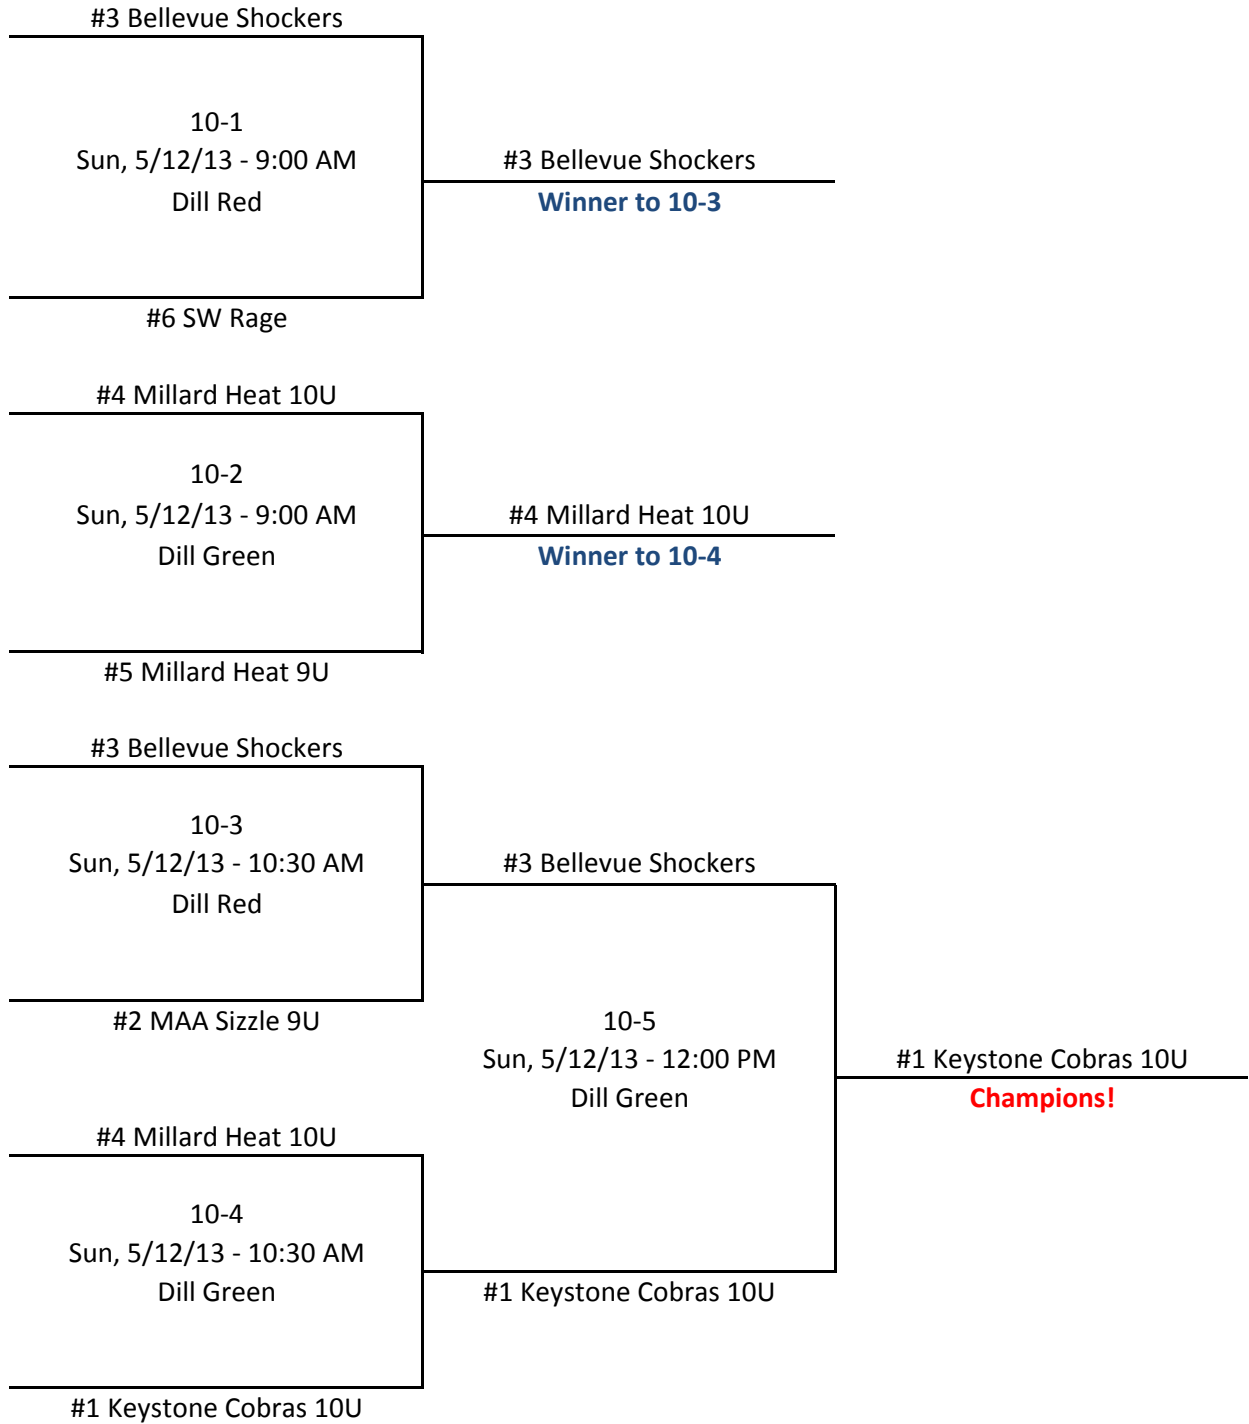 #3 Bellevue Shockers
10-1
Sun, 5/12/13 - 9:00 AM
Dill Red
#3 Bellevue Shockers
Winner to 10-3
#6 SW Rage
#4 Millard Heat 10U
10-2
Sun, 5/12/13 - 9:00 AM
Dill Green
#4 Millard Heat 10U
Winner to 10-4
#5 Millard Heat 9U
#3 Bellevue Shockers
10-3
Sun, 5/12/13 - 10:30 AM
Dill Red
#3 Bellevue Shockers
#2 MAA Sizzle 9U
10-5
Sun, 5/12/13 - 12:00 PM
Dill Green
#1 Keystone Cobras 10U
Champions!
#4 Millard Heat 10U
10-4
Sun, 5/12/13 - 10:30 AM
Dill Green
#1 Keystone Cobras 10U
#1 Keystone Cobras 10U